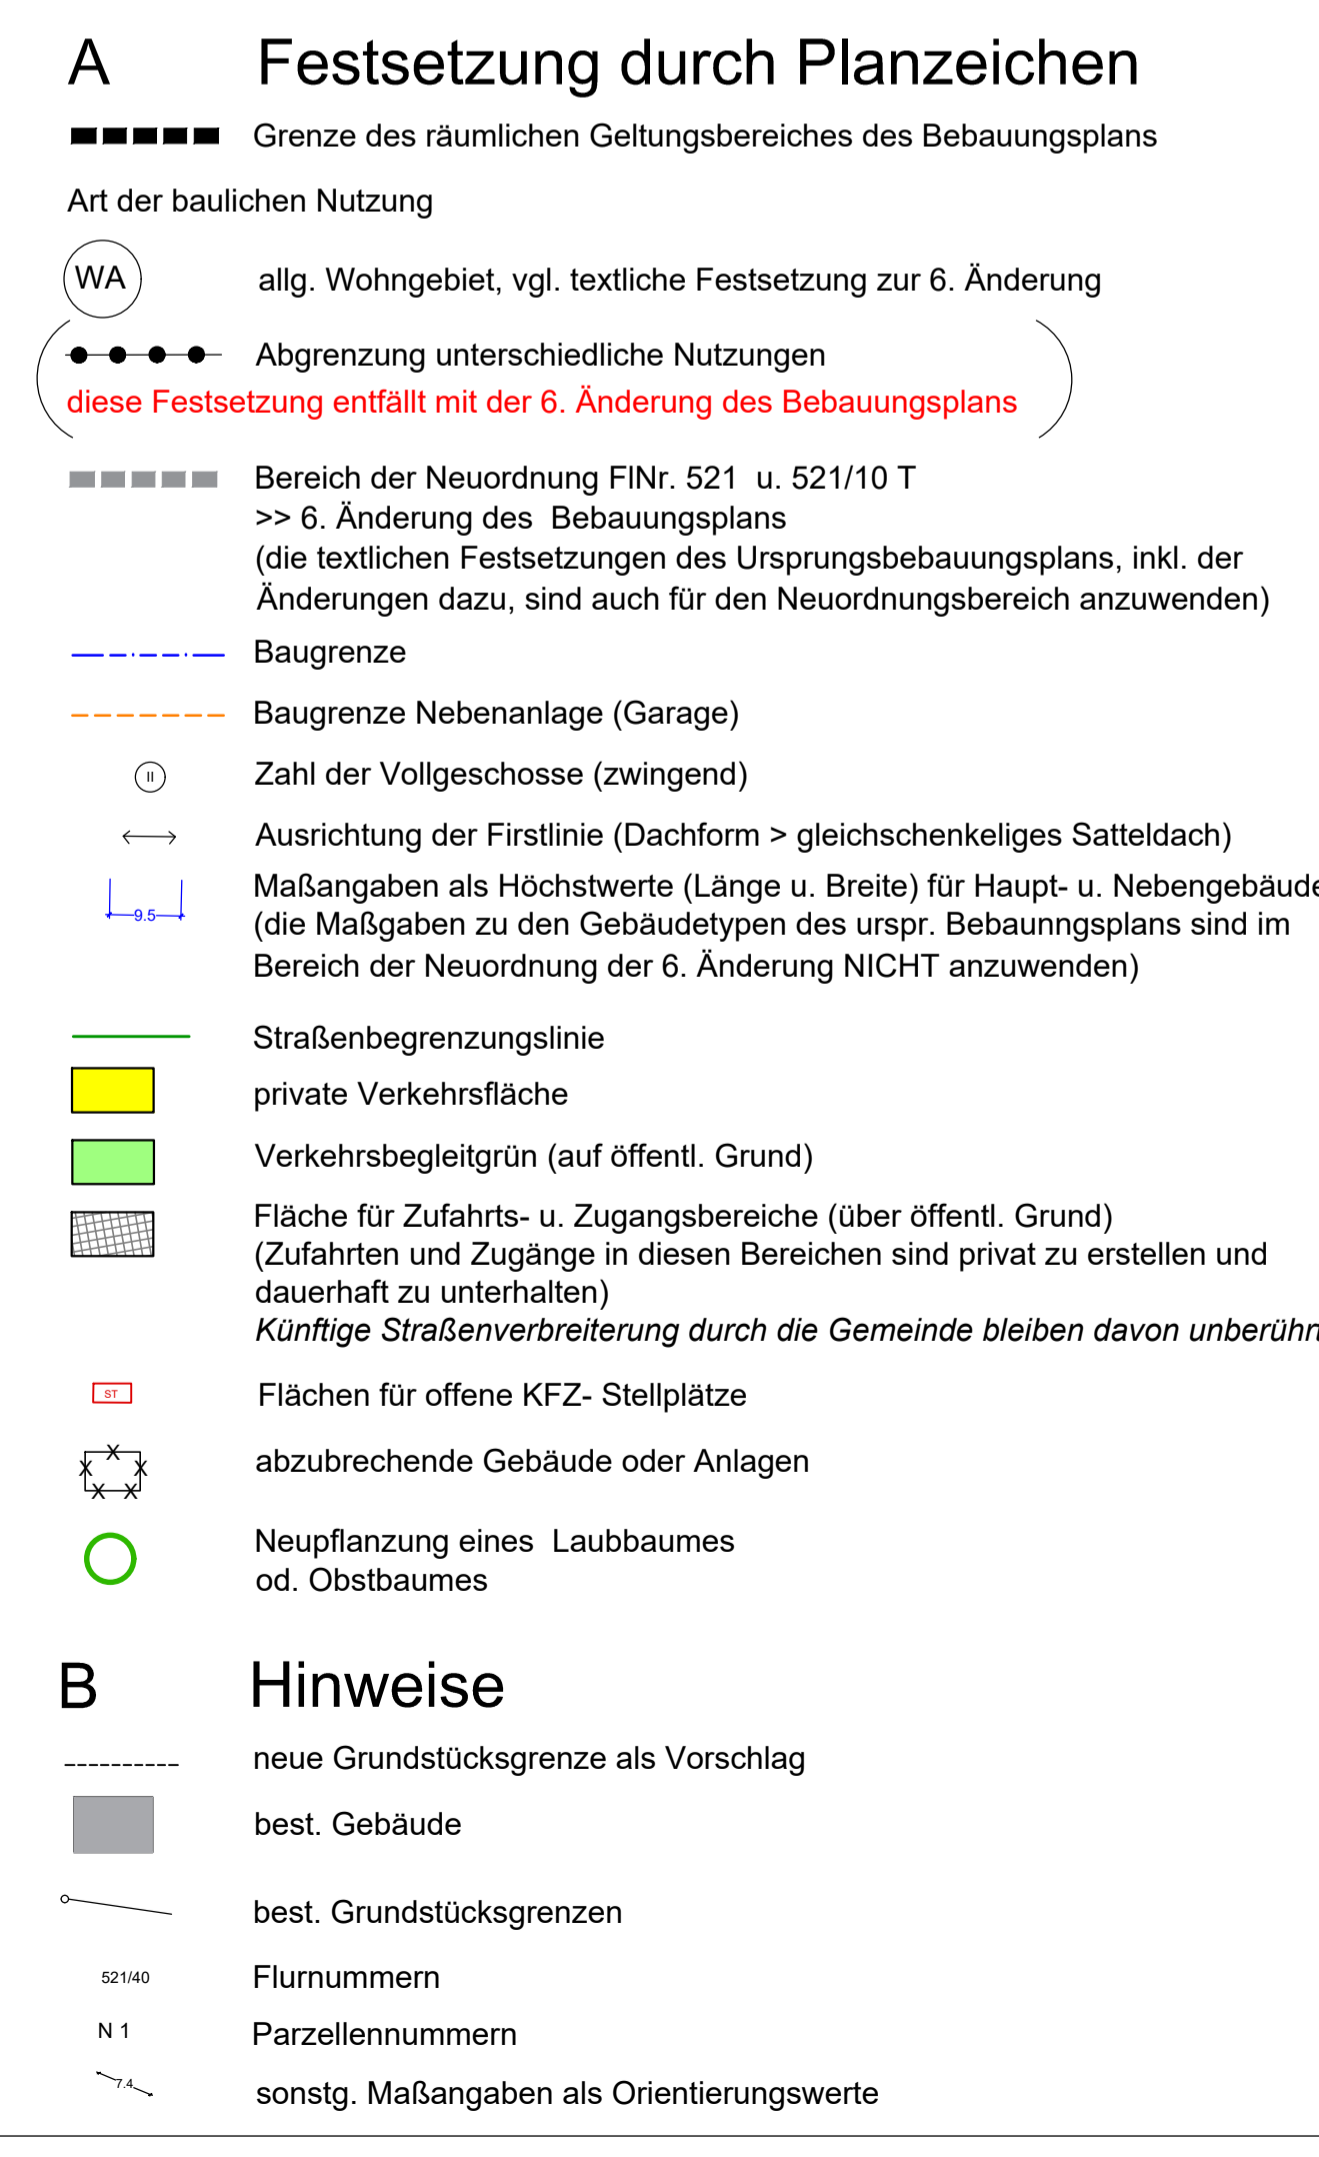 A Festsetzung durch Planzeichen
Grenze des räumlichen Geltungsbereiches des Bebauungsplans
Art der baulichen Nutzung
WA allg. Wohngebiet, vgl. textliche Festsetzung zur 6. Änderung
Abgrenzung unterschiedliche Nutzungen
diese Festsetzung entfällt mit der 6. Änderung des Bebauungsplans
Bereich der Neuordnung FlNr. 521 u. 521/10 T
>> 6. Änderung des Bebauungsplans
(die textlichen Festsetzungen des Ursprungsbebauungsplans, inkl. der
Änderungen dazu, sind auch für den Neuordnungsbereich anzuwenden)
Baugrenze
Baugrenze Nebenanlage (Garage)
II Zahl der Vollgeschosse (zwingend)
Ausrichtung der Firstlinie (Dachform > gleichschenkeliges Satteldach)
Maßangaben als Höchstwerte (Länge u. Breite) für Haupt- u. Nebengebäude
9.5 (die Maßgaben zu den Gebäudetypen des urspr. Bebaunngsplans sind im
Bereich der Neuordnung der 6. Änderung NICHT anzuwenden)
Straßenbegrenzungslinie
private Verkehrsfläche
Verkehrsbegleitgrün (auf öffentl. Grund)
Fläche für Zufahrts- u. Zugangsbereiche (über öffentl. Grund)
(Zufahrten und Zugänge in diesen Bereichen sind privat zu erstellen und
dauerhaft zu unterhalten)
Künftige Straßenverbreiterung durch die Gemeinde bleiben davon unberührt
ST Flächen für offene KFZ- Stellplätze
abzubrechende Gebäude oder Anlagen
Neupflanzung eines Laubbaumes
od. Obstbaumes
B Hinweise
neue Grundstücksgrenze als Vorschlag
best. Gebäude
best. Grundstücksgrenzen
521/40 Flurnummern
N 1 Parzellennummern
7.4 sonstg. Maßangaben als Orientierungswerte